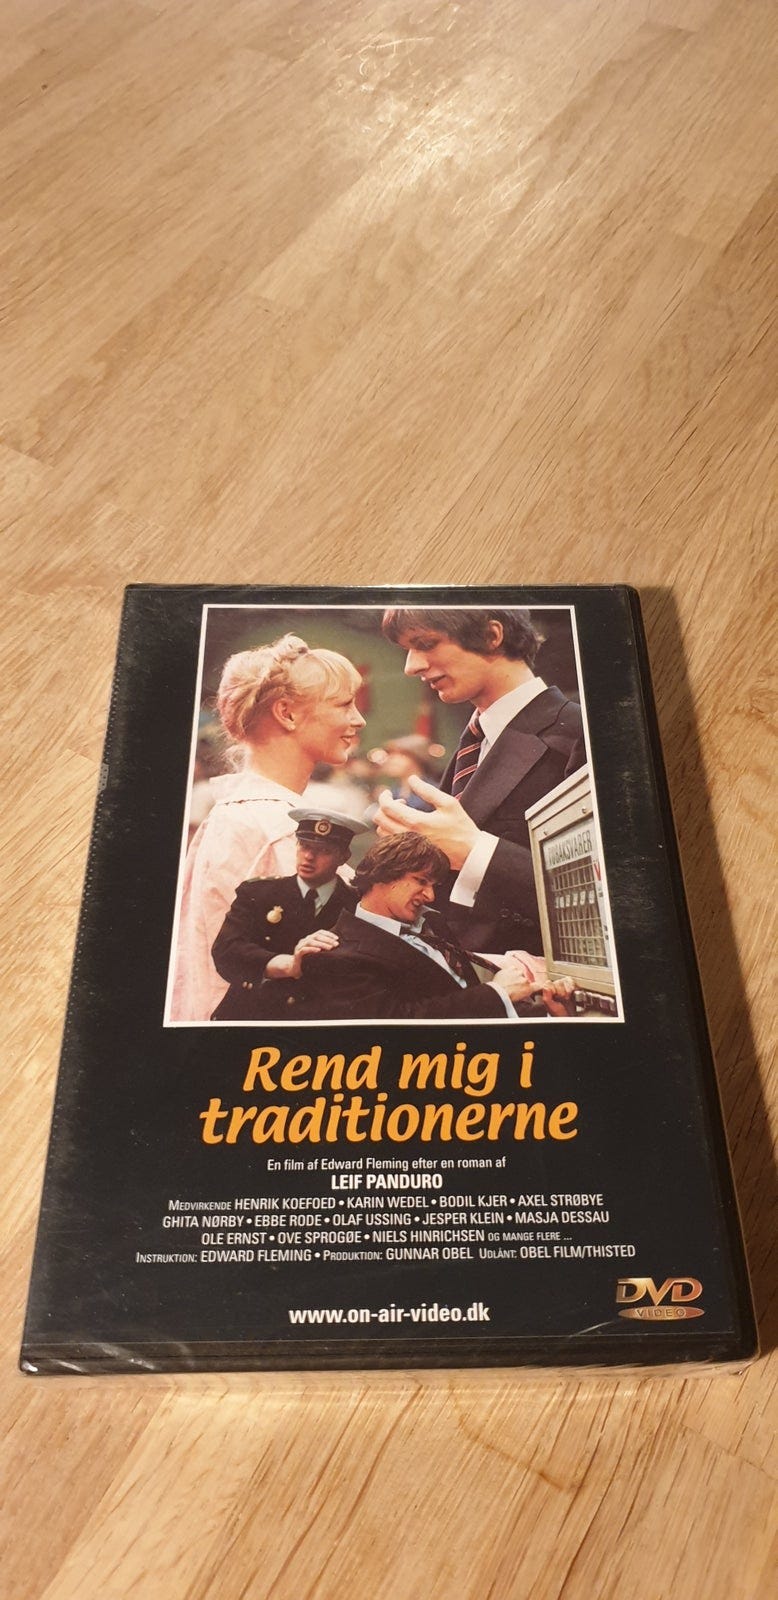 TOBAKSVARER
Rend mig i
traditionerne
En film af Edward Fleming efter en roman af
LEIF PANDURO
MEDVIRKENDE HENRIK KOEFOED • KARIN WEDEL • BODIL KJER • AXEL STRØBYE
GHITA NØRBY • EBBE RODE • OLAF USSING • JESPER KLEIN • MASJA DESSAU
OLE ERNST • OVE SPROGØE • NIELS HINRICHSEN OG MANGE FLERE ...
INSTRUKTION: EDWARD FLEMING • PRODUKTION: GUNNAR OBEL UDLÅNT: OBEL FILM/THISTED
www.on-air-video.dk
DVD
VIDEO